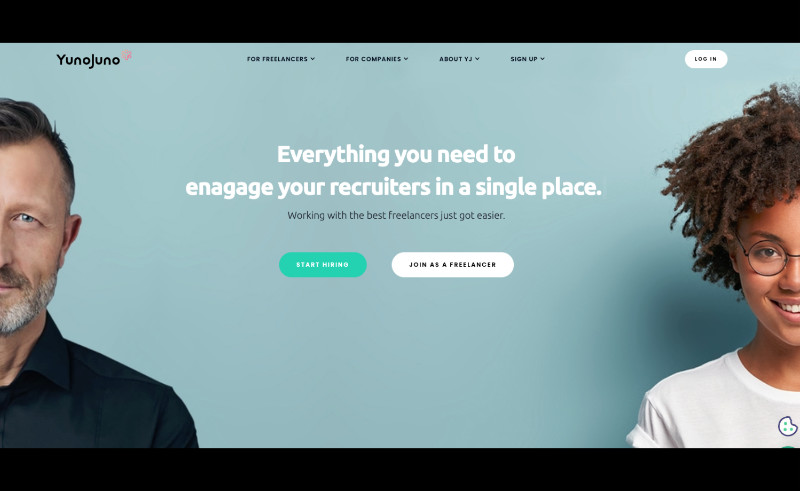 YunoJuno
FOR FREELANCERS
FOR COMPANIES
ABOUT YJ
SIGN UP
LOG IN
Everything you need to
enagage your recruiters in a single place.
Working with the best freelancers just got easier.
START HIRING
JOIN AS A FREELANCER